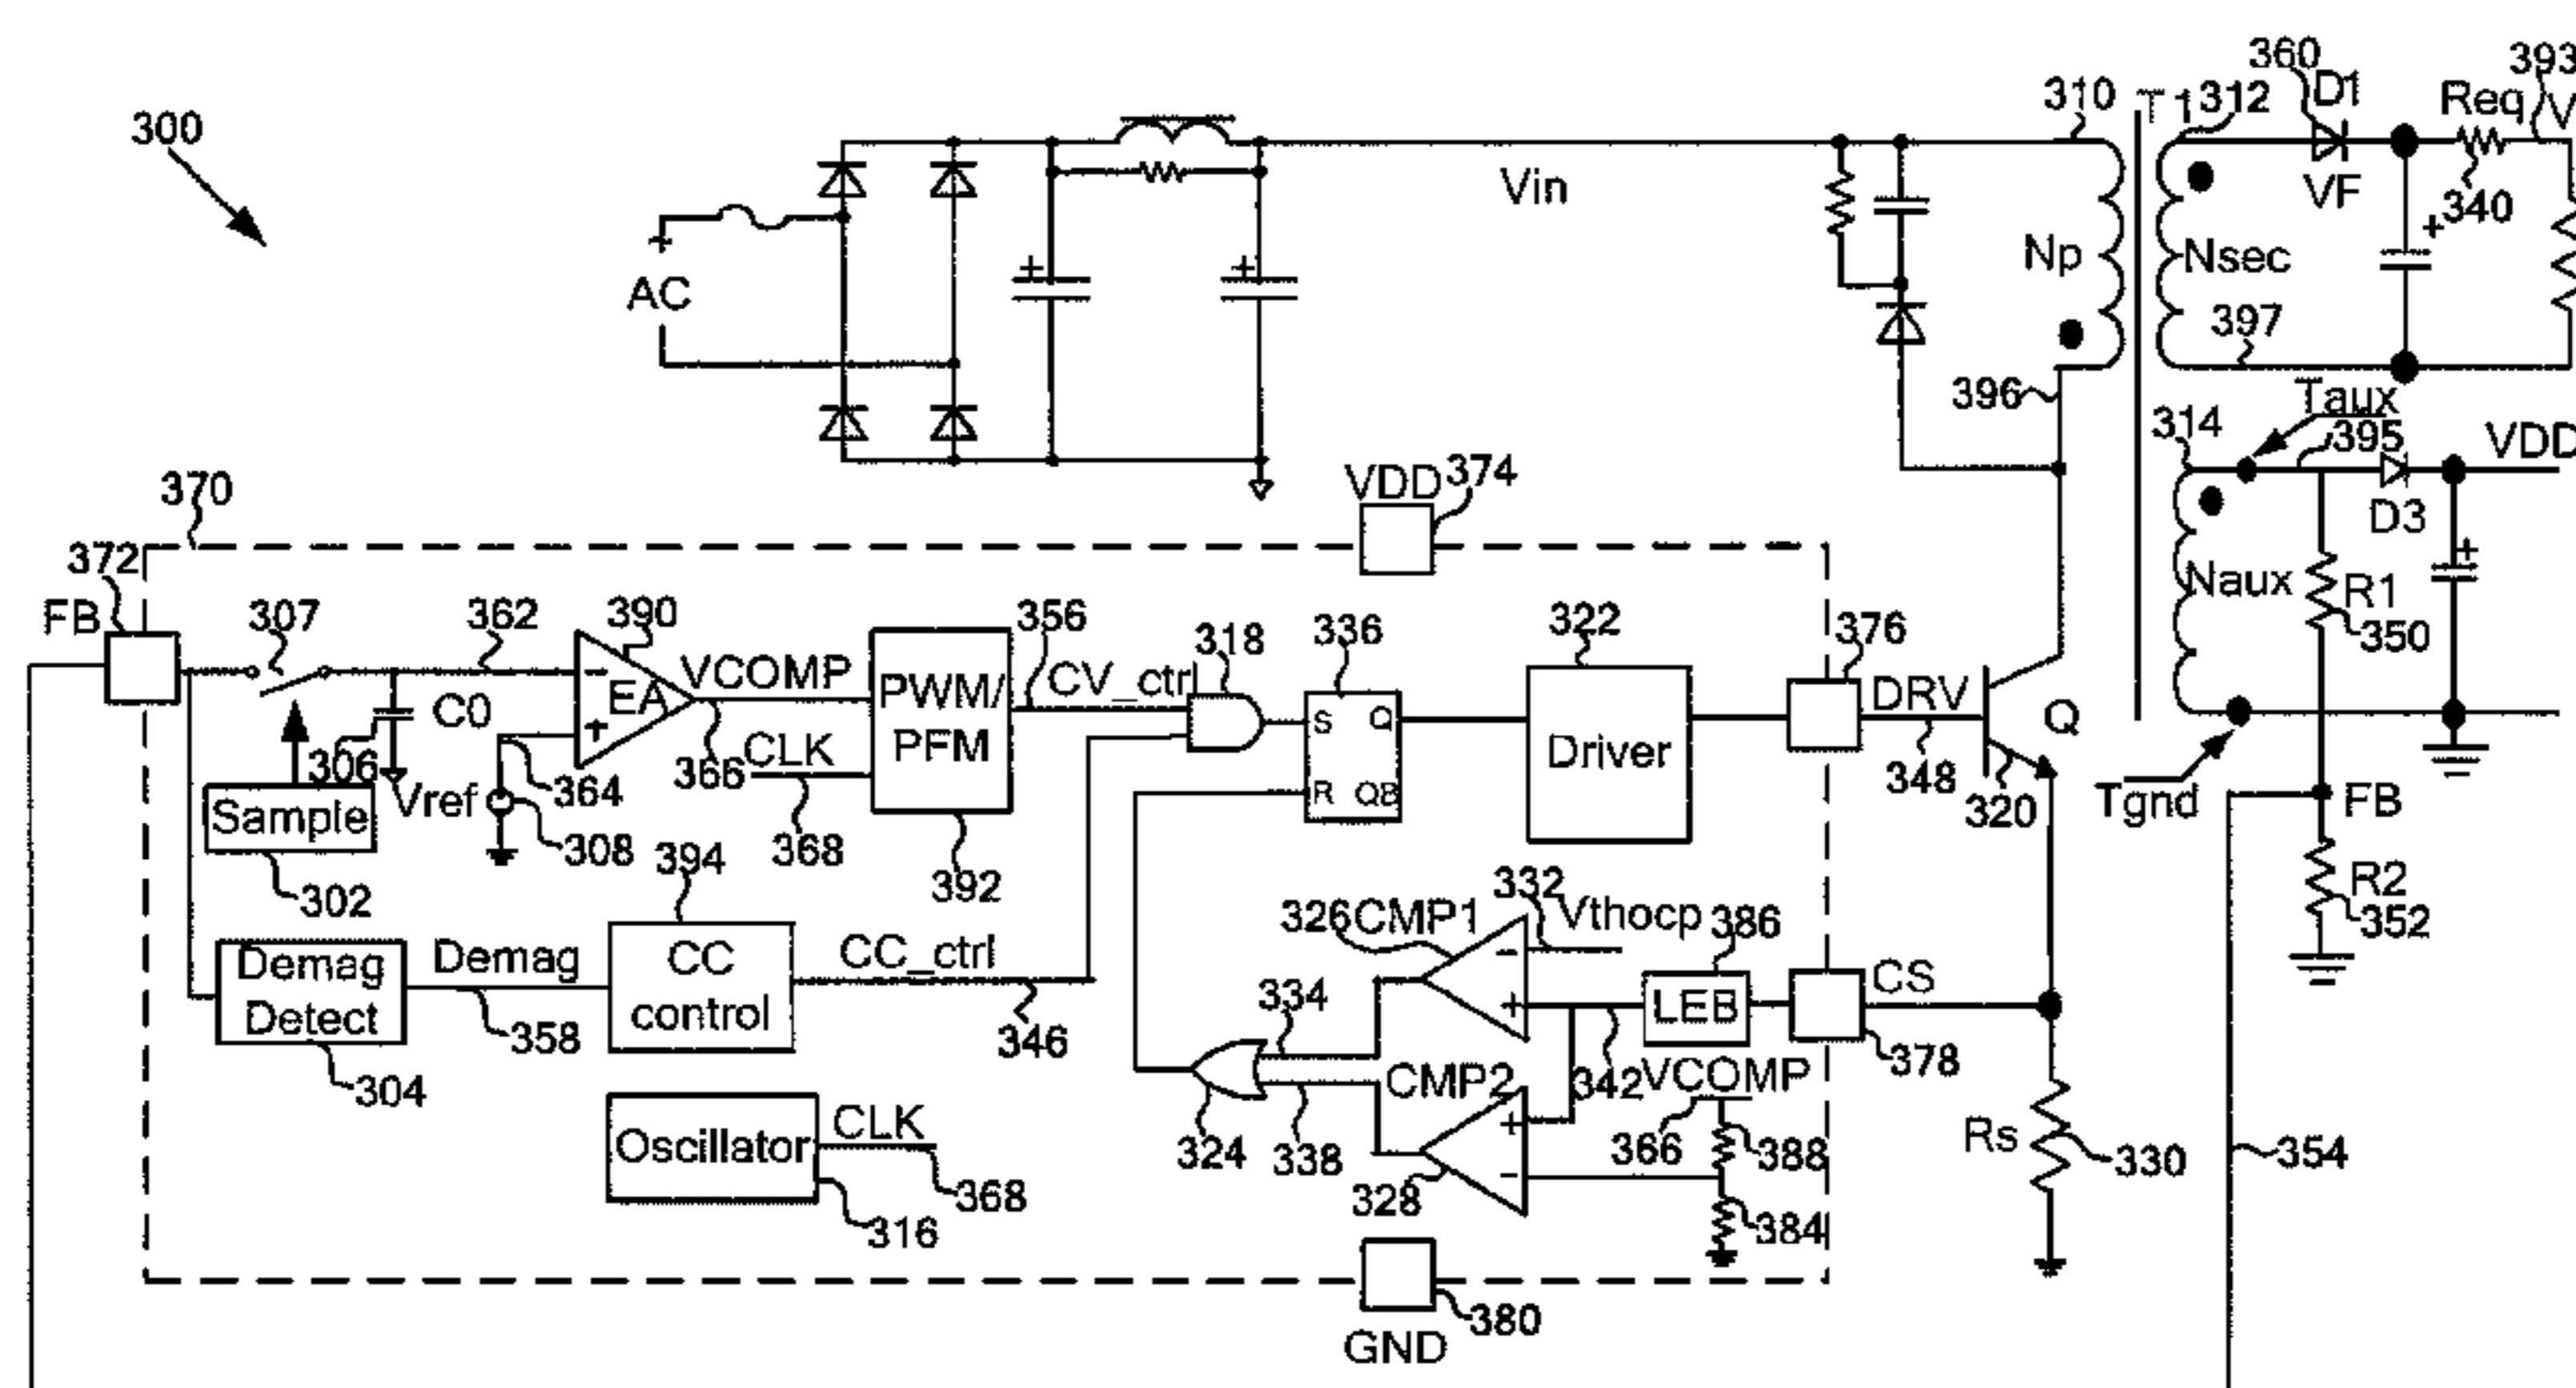 300
AC
Vin
310
T1
312
360
D1
VF
Req
393
V
340
Np
Nsec
396
397
Taux
314
395
VDD
D3
Naux
R1
350
Tgnd
FB
R2
352
354
370
372
FB
307
362
390
EA
VCOMP
366
C0
306
Sample
302
Vref
364
308
CLK
368
PWM/
PFM
392
356
CV_ctrl
318
336
S
Q
R
QB
322
Driver
VDD
374
376
DRV
348
Q
320
Demag
Detect
304
Demag
358
394
CC
control
CC_ctrl
346
Oscillator
316
CLK
368
326
CMP1
332
Vthocp
386
LEB
CS
378
334
324
338
CMP2
342
328
VCOMP
366
388
384
Rs
330
380
GND